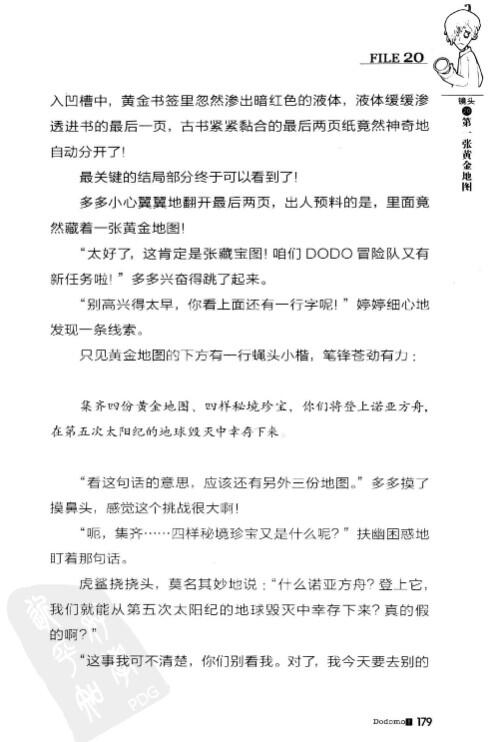 FILE 20
镜头
20
第一张黄金地图
入凹槽中，黄金书签里忽然渗出暗红色的液体，液体缓缓渗
透进书的最后一页，古书紧紧黏合的最后两页纸竟然神奇地
自动分开了！
最关键的结局部分终于可以看到了！
多多小心翼翼地翻开最后两页，出人预料的是，里面竟
然藏着一张黄金地图！
“太好了，这肯定是张藏宝图！咱们 DODO 冒险队又有
新任务啦！”多多兴奋得跳了起来。
“别高兴得太早，你看上面还有一行字呢！”婷婷细心地
发现一条线索。
只见黄金地图的下方有一行蝇头小楷，笔锋苍劲有力：
集齐四份黄金地图、四样秘境珍宝，你们将登上诺亚方舟，
在第五次太阳纪的地球毁灭中幸存下来。
“看这句话的意思，应该还有另外三份地图。”多多摸了
摸鼻头，感觉这个挑战很大啊！
“呃，集齐……四样秘境珍宝又是什么呢？”扶幽困惑地
盯着那句话。
虎鲨挠挠头，莫名其妙地说：“什么诺亚方舟？登上它，
我们就能从第五次太阳纪的地球毁灭中幸存下来？真的假
的啊？”
“这事我可不清楚，你们别看我。对了，我今天要去别的
PDG
Dodomo 179